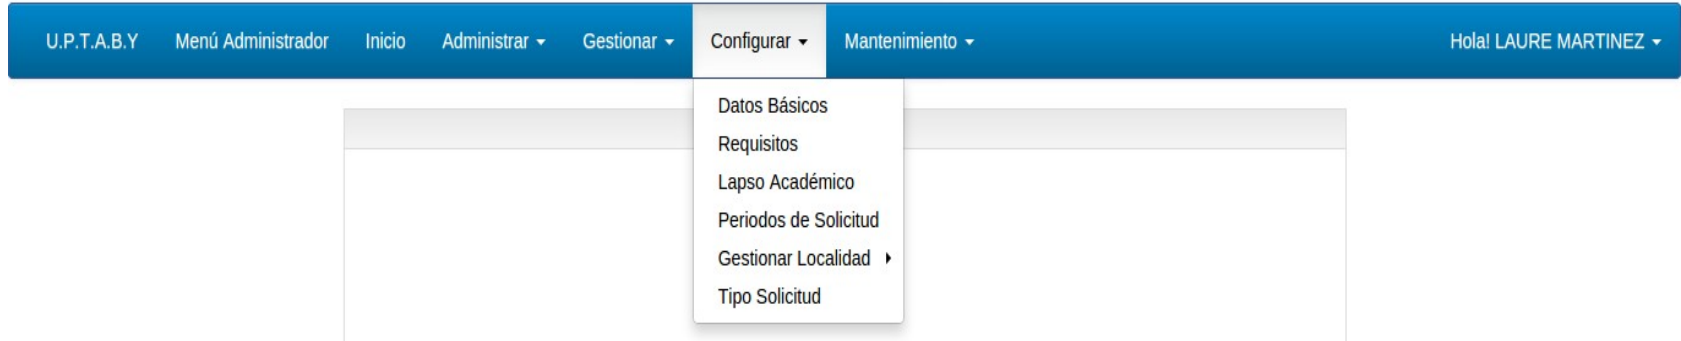 U.P.T.A.B.Y Menú Administrador Inicio Administrar Gestionar Configurar Mantenimiento Hola! LAURE MARTINEZ
Datos Básicos
Requisitos
Lapso Académico
Periodos de Solicitud
Gestionar Localidad
Tipo Solicitud